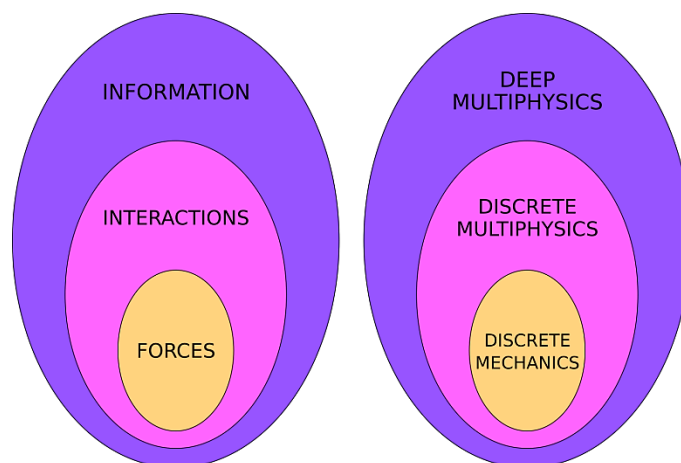 INFORMATION
INTERACTIONS
FORCES
DEEP
MULTIPHYSICS
DISCRETE
MULTIPHYSICS
DISCRETE
MECHANICS